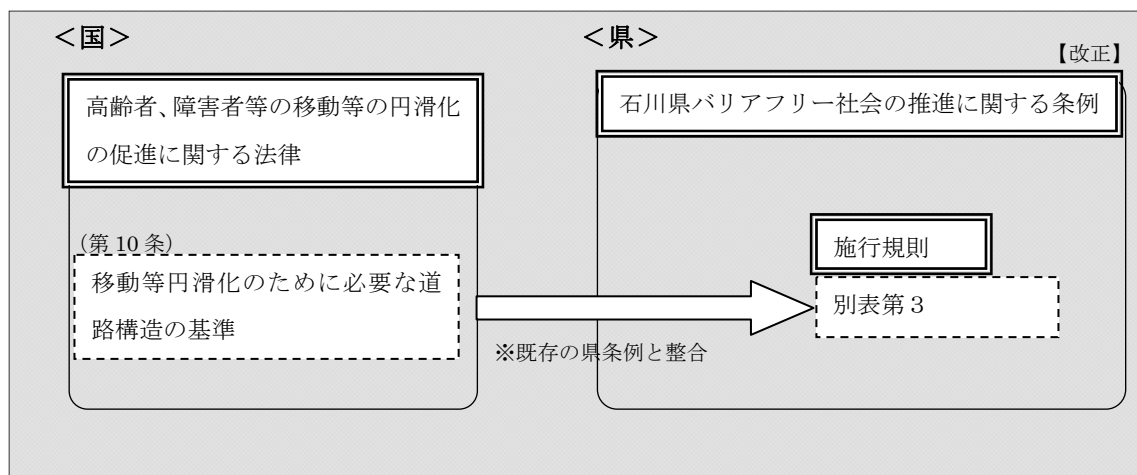 ＜国＞
＜県＞
【改正】
高齢者、障害者等の移動等の円滑化
の促進に関する法律
石川県バリアフリー社会の推進に関する条例
（第 10 条）
移動等円滑化のために必要な道
路構造の基準
施行規則
別表第３
※既存の県条例と整合